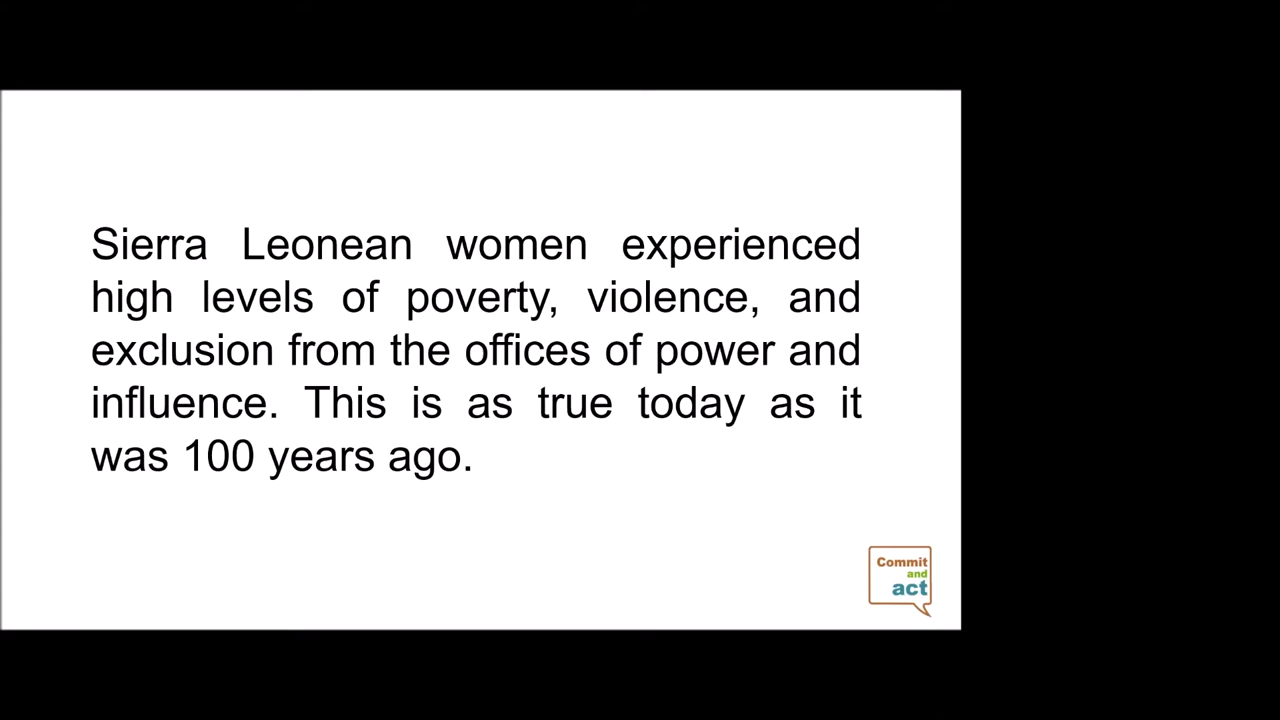 Sierra Leonean women experienced
high levels of poverty, violence, and
exclusion from the offices of power and
influence. This is as true today as it
was 100 years ago.
Commit
and
act